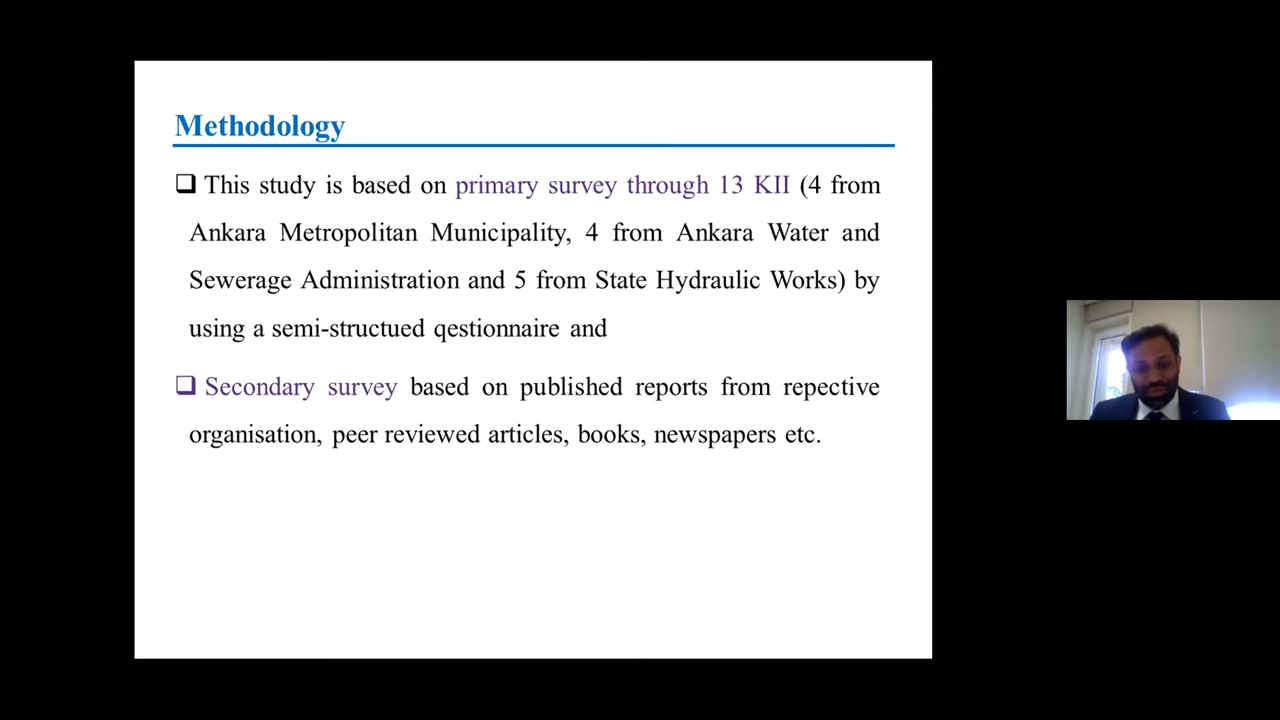 Methodology
This study is based on primary survey through 13 KII (4 from
Ankara Metropolitan Municipality, 4 from Ankara Water and
Sewerage Administration and 5 from State Hydraulic Works) by
using a semi-structued qestionnaire and
Secondary survey based on published reports from repective
organisation, peer reviewed articles, books, newspapers etc.